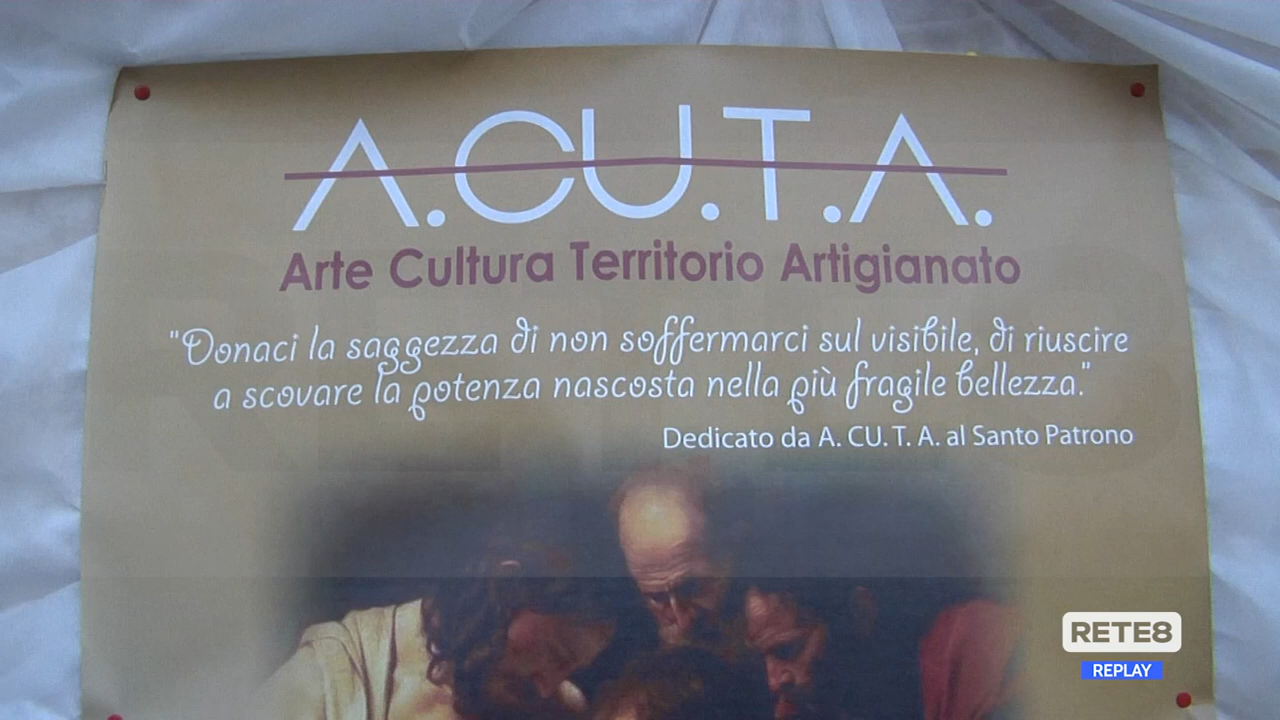 A.CU.T.A.
Arte Cultura Territorio Artigianato
"Donaci la saggezza di non soffermarci sul visibile, di riuscire
a scovare la potenza nascosta nella più fragile bellezza."
Dedicato da A. CU. T. A. al Santo Patrono
RETE8
REPLAY